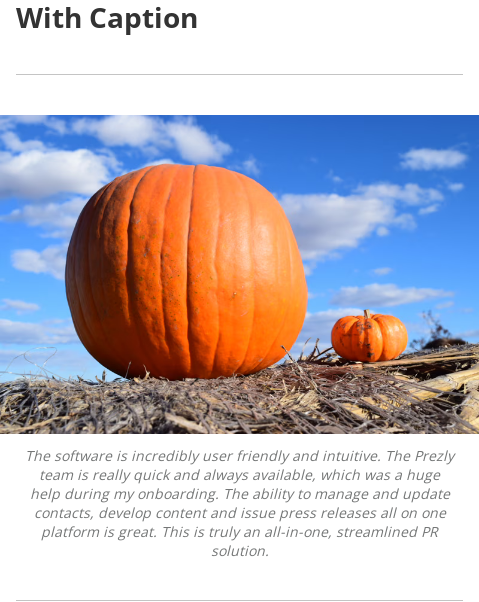 With Caption
The software is incredibly user friendly and intuitive. The Prezly
team is really quick and always available, which was a huge
help during my onboarding. The ability to manage and update
contacts, develop content and issue press releases all on one
platform is great. This is truly an all-in-one, streamlined PR
solution.